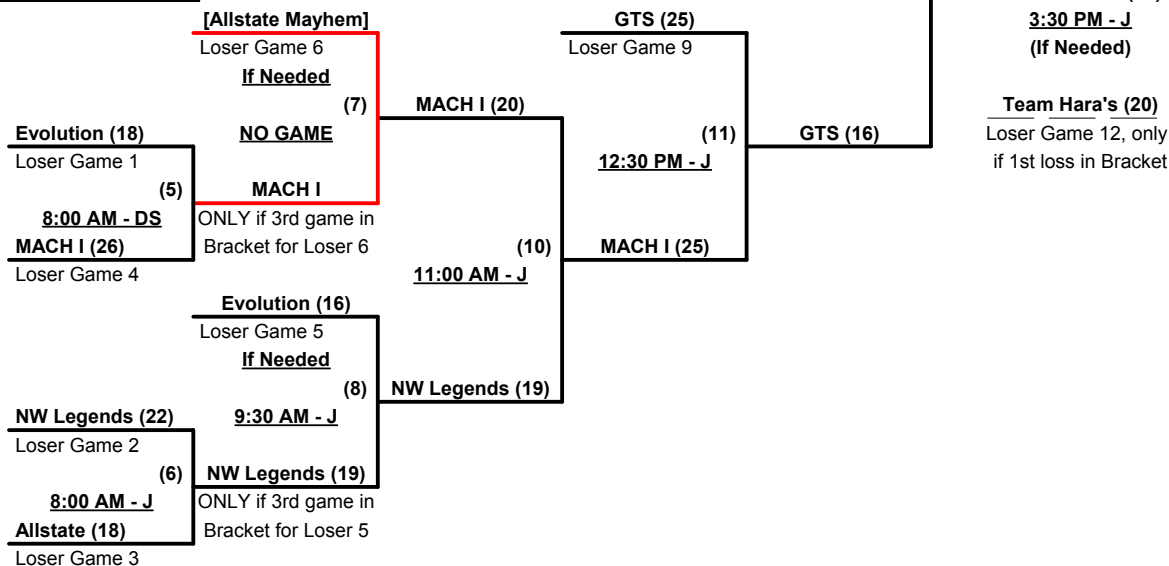 [Allstate Mayhem]
Loser Game 6
If Needed
(7)
NO GAME
MACH I
ONLY if 3rd game in
Bracket for Loser 6
Evolution (18)
Loser Game 1
(5)
8:00 AM - DS
MACH I (26)
Loser Game 4
MACH I (20)
Evolution (16)
Loser Game 5
If Needed
(8)
9:30 AM - J
NW Legends (22)
Loser Game 2
(6)
8:00 AM - J
Allstate (18)
Loser Game 3
NW Legends (19)
ONLY if 3rd game in
Bracket for Loser 5
NW Legends (19)
(10)
11:00 AM - J
GTS (25)
Loser Game 9
(11)
12:30 PM - J
MACH I (25)
GTS (16)
3:30 PM - J
(If Needed)
Team Hara's (20)
Loser Game 12, only
if 1st loss in Bracket